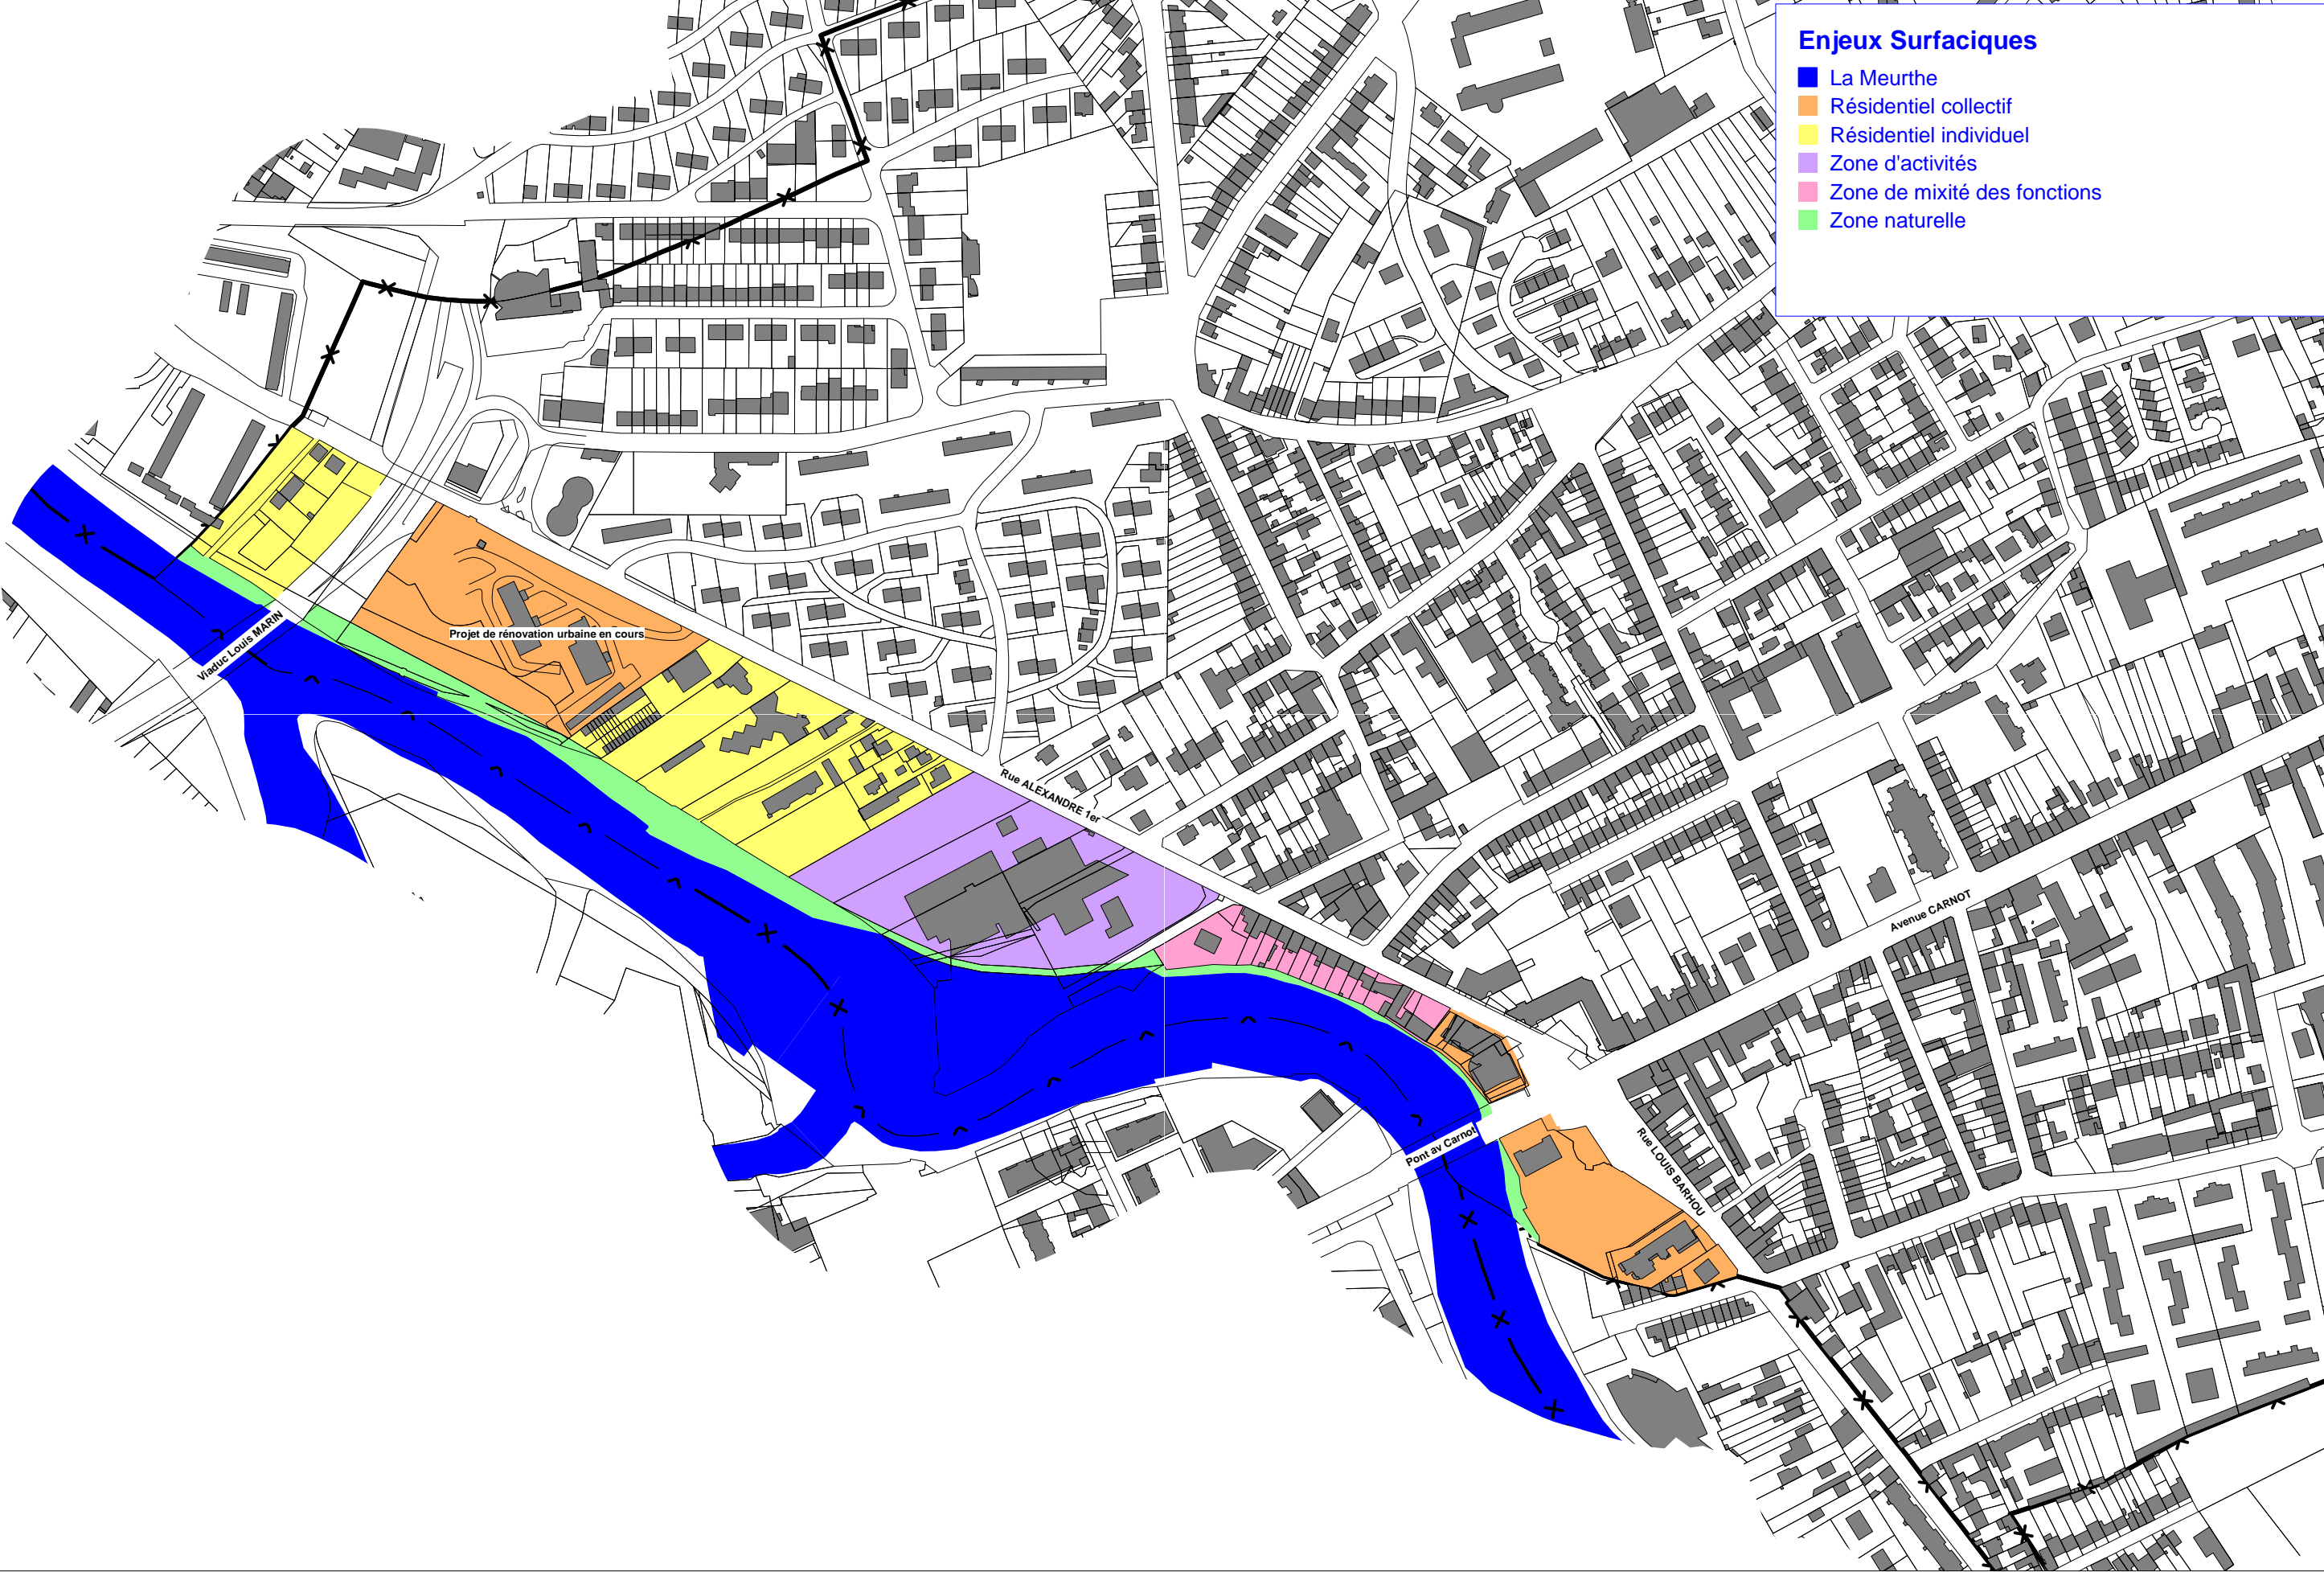 Enjeux Surfaciques
La Meurthe
Résidentiel collectif
Résidentiel individuel
Zone d'activités
Zone de mixité des fonctions
Zone naturelle
Viaduc Louis MARIN
Projet de rénovation urbaine en cours
Rue ALEXANDRE 1er
Avenue CARNOT
Pont av Carnot
Rue LOUIS BARHOU